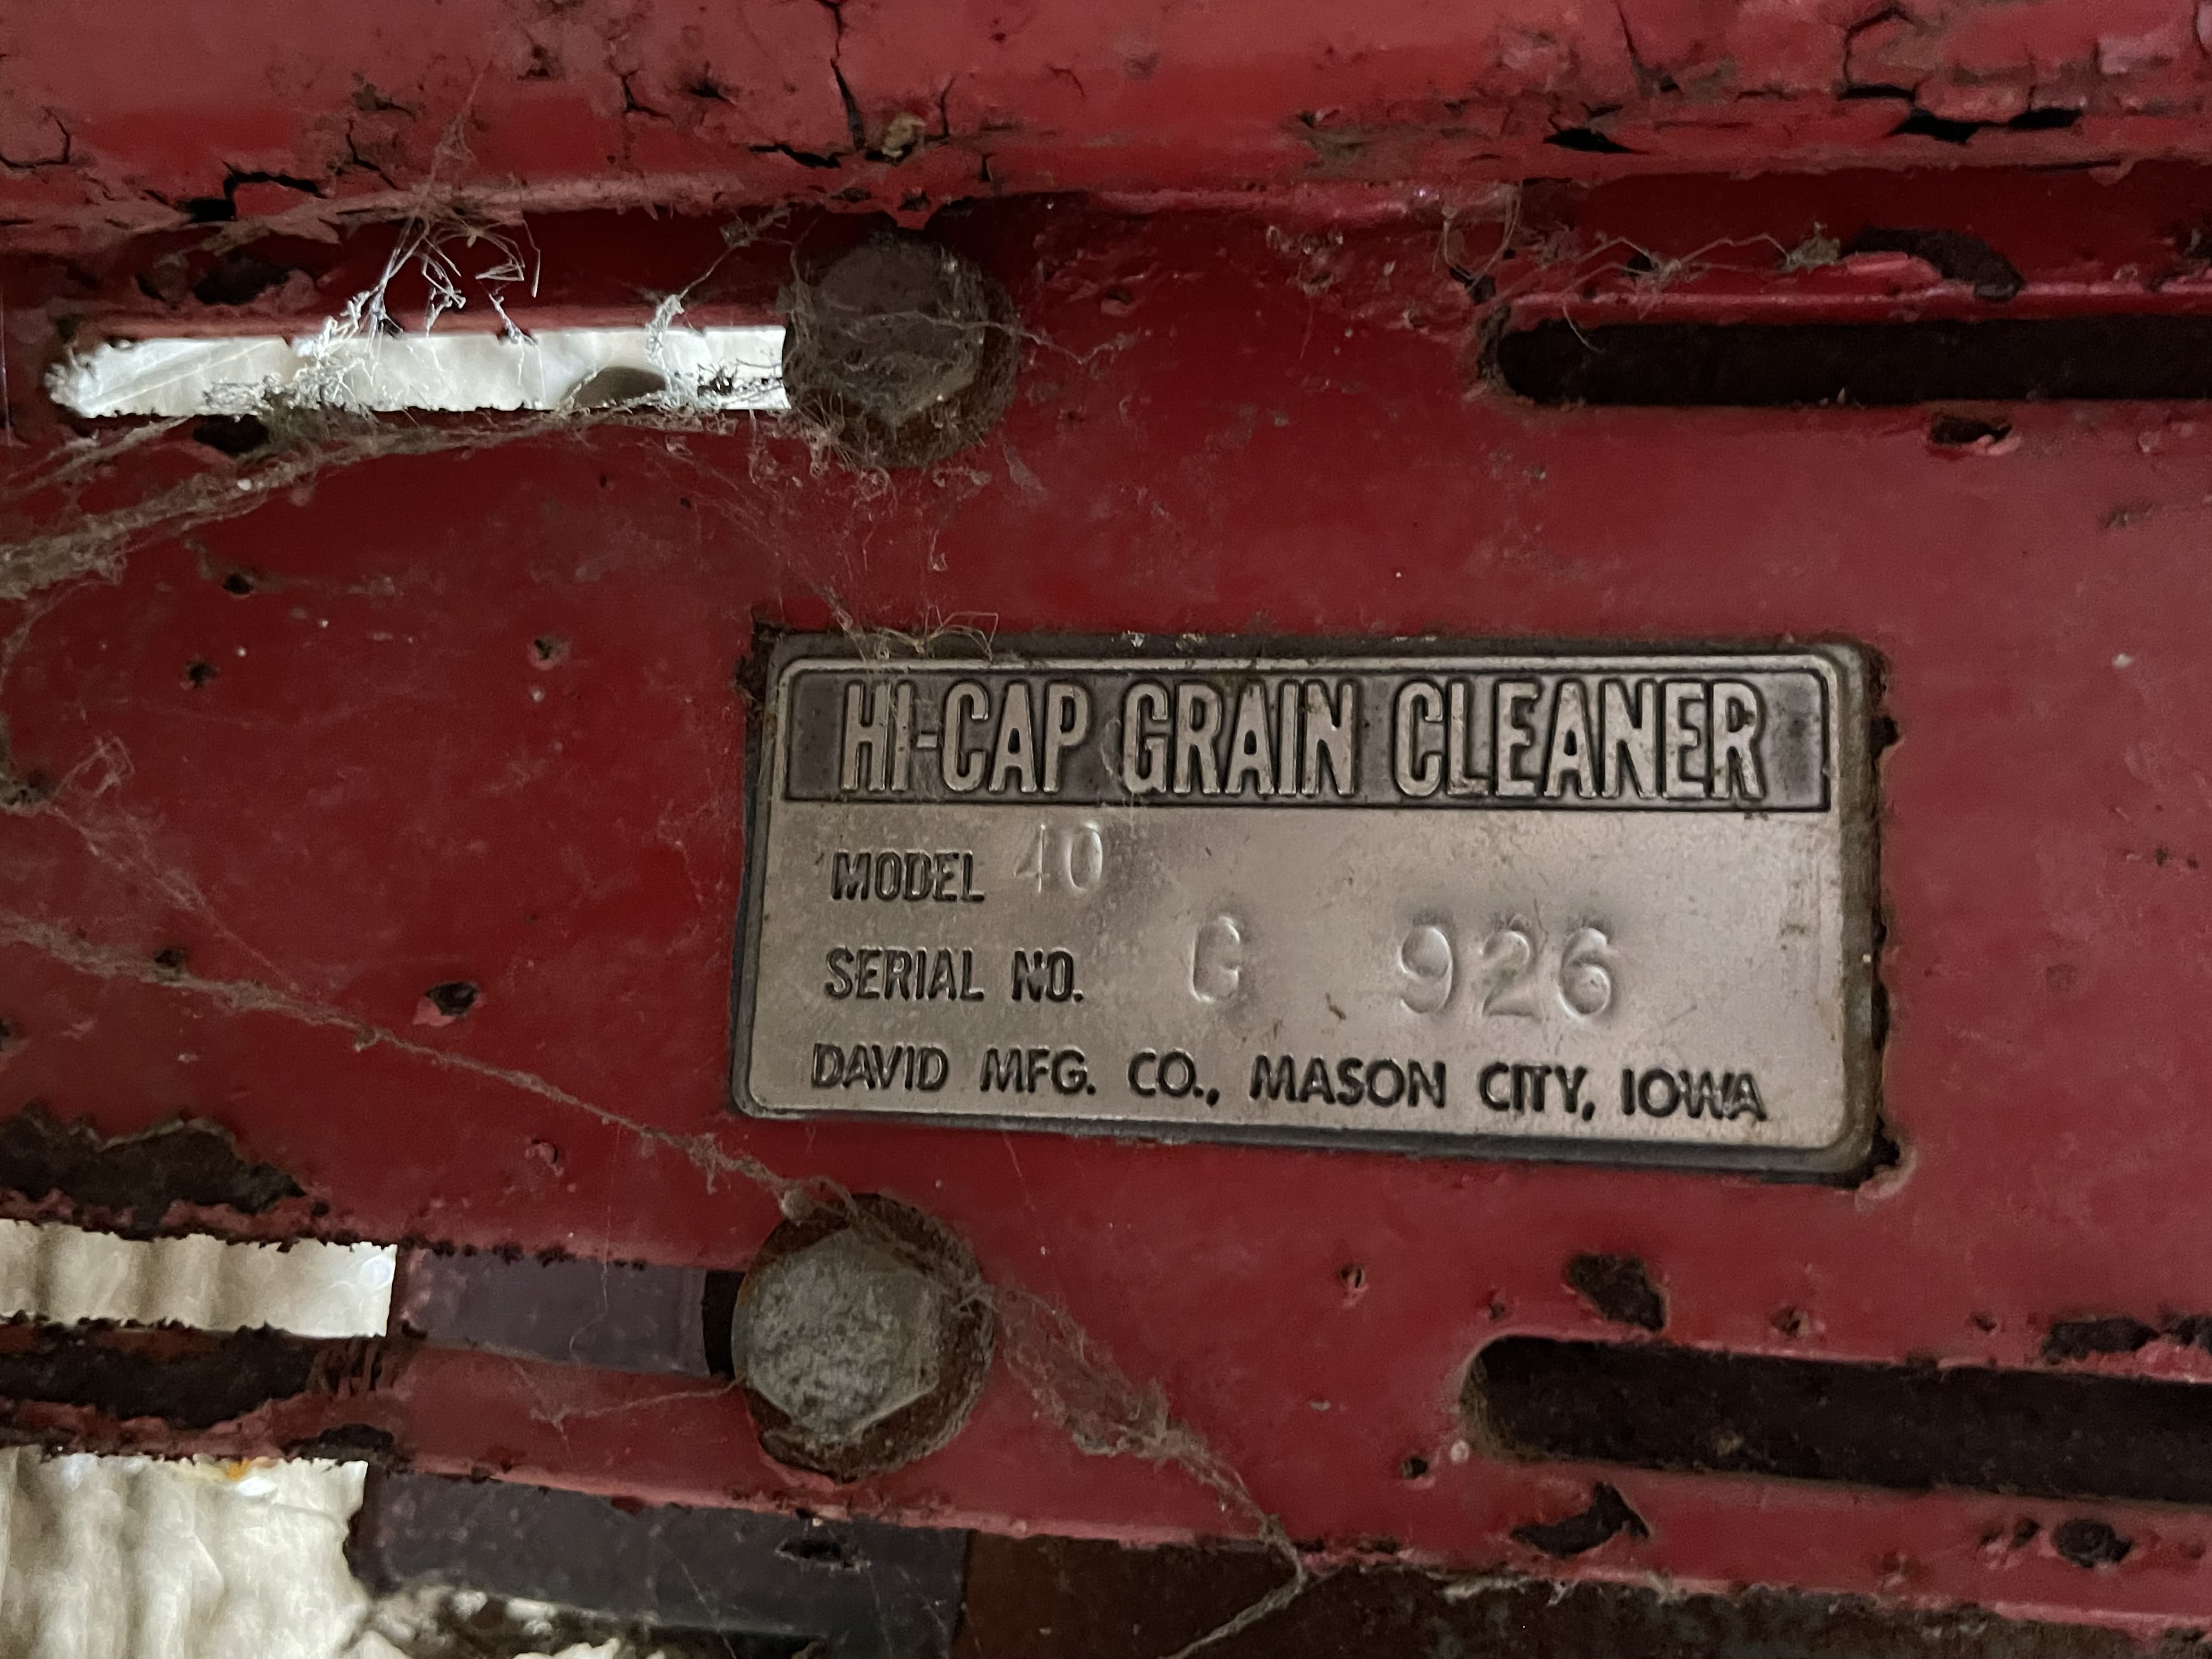 HI-CAP GRAIN CLEANER
MODEL 40
SERIAL NO. G 926
DAVID MFG. CO., MASON CITY, IOWA